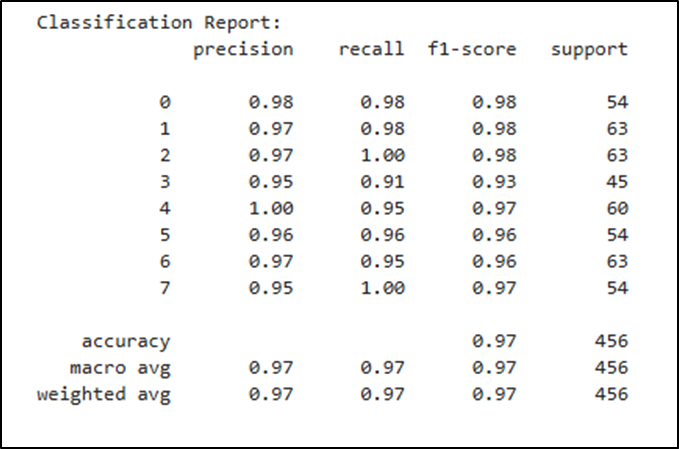 Classification Report:
precision recall f1-score support
0 0.98 0.98 0.98 54
1 0.97 0.98 0.98 63
2 0.97 1.00 0.98 63
3 0.95 0.91 0.93 45
4 1.00 0.95 0.97 60
5 0.96 0.96 0.96 54
6 0.97 0.95 0.96 63
7 0.95 1.00 0.97 54
accuracy 0.97 456
macro avg 0.97 0.97 0.97 456
weighted avg 0.97 0.97 0.97 456